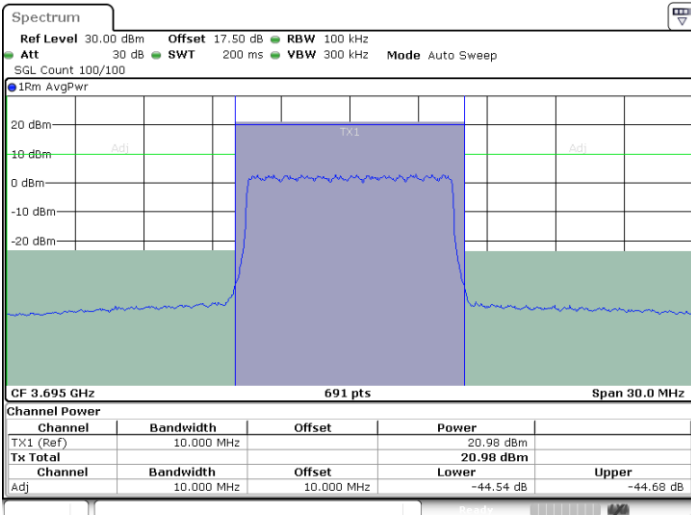 Spectrum
Ref Level 30.00 dBm Offset 17.50 dB RBW 100 kHz
Att 30 dB SWT 200 ms VBW 300 kHz Mode Auto Sweep
SGL Count 100/100
1Rm AvgPwr
20 dBm
TX1
Adj Adj
10 dBm
0 dBm
-10 dBm
-20 dBm
CF 3.695 GHz 691 pts Span 30.0 MHz
Channel Power
Channel Bandwidth Offset Power
TX1 (Ref) 10.000 MHz 20.98 dBm
Tx Total 20.98 dBm
Channel Bandwidth Offset Lower Upper
Adj 10.000 MHz 10.000 MHz -44.54 dB -44.68 dB
Ready